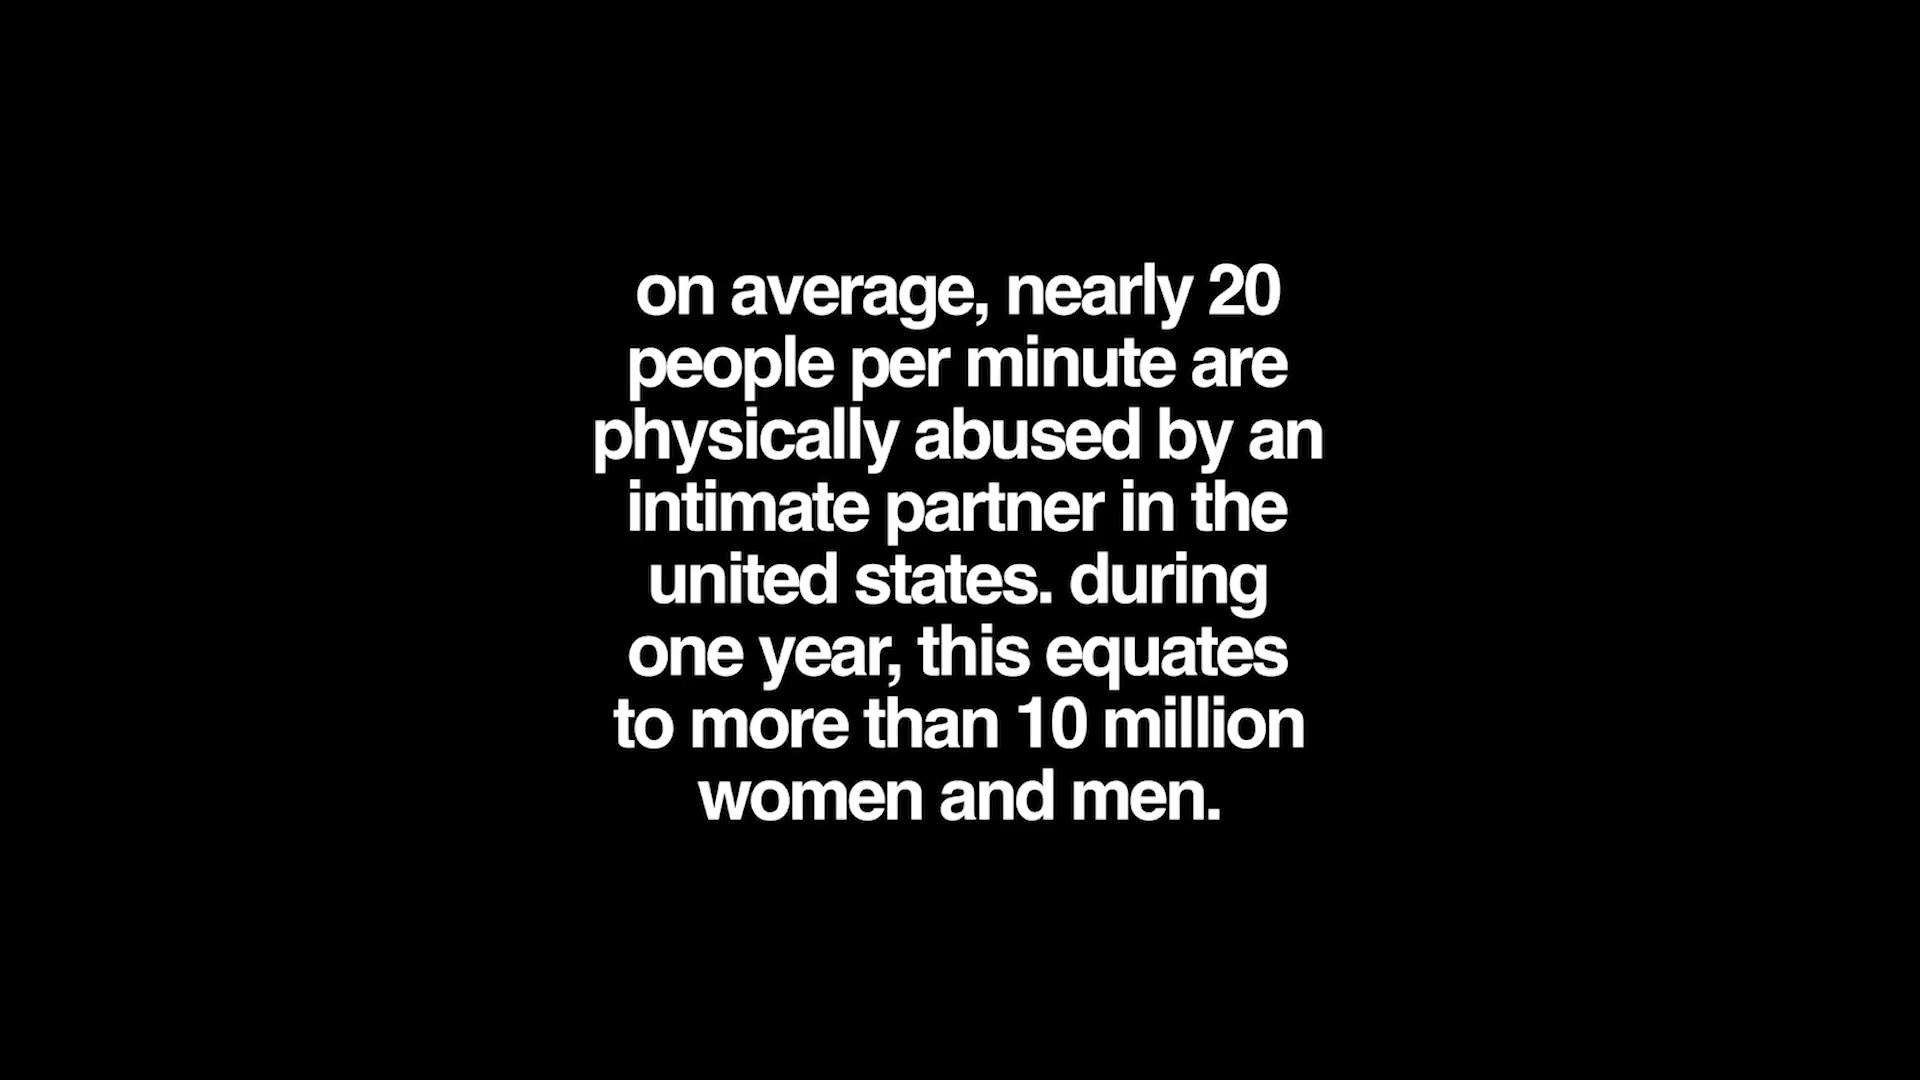 on average, nearly 20
people per minute are
physically abused by an
intimate partner in the
united states. during
one year, this equates
to more than 10 million
women and men.